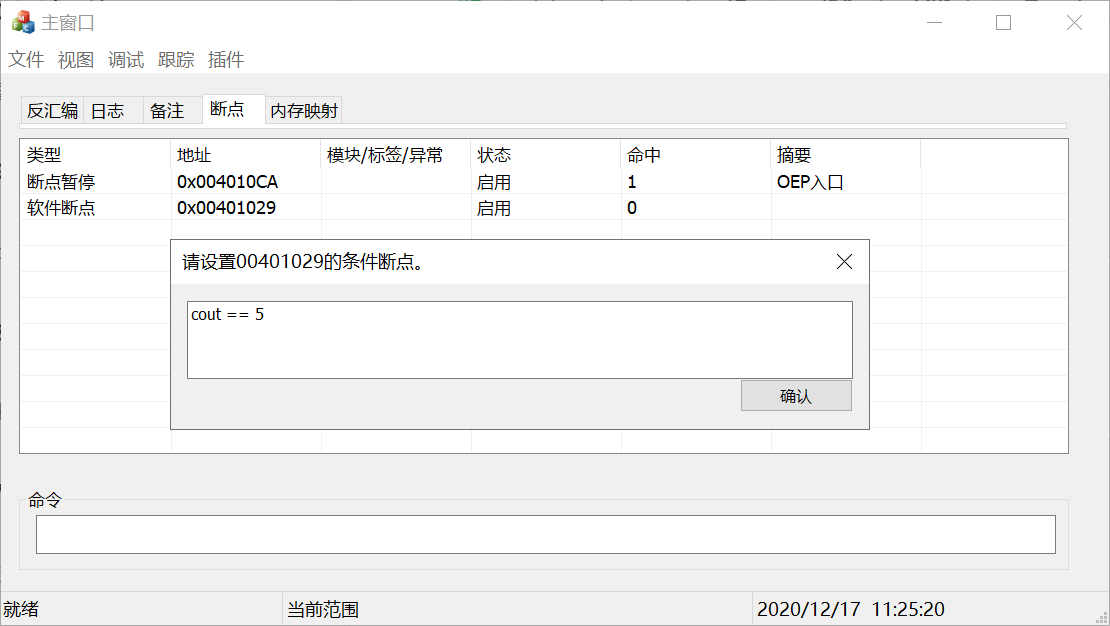 主窗口
文件 视图 调试 跟踪 插件
反汇编 日志 备注 断点 内存映射
类型 地址 模块/标签/异常 状态 命中 摘要
断点暂停 0x004010CA 启用 1 OEP入口
软件断点 0x00401029 启用 0
请设置00401029的条件断点。
cout == 5
确认
命令
就绪 当前范围 2020/12/17 11:25:20